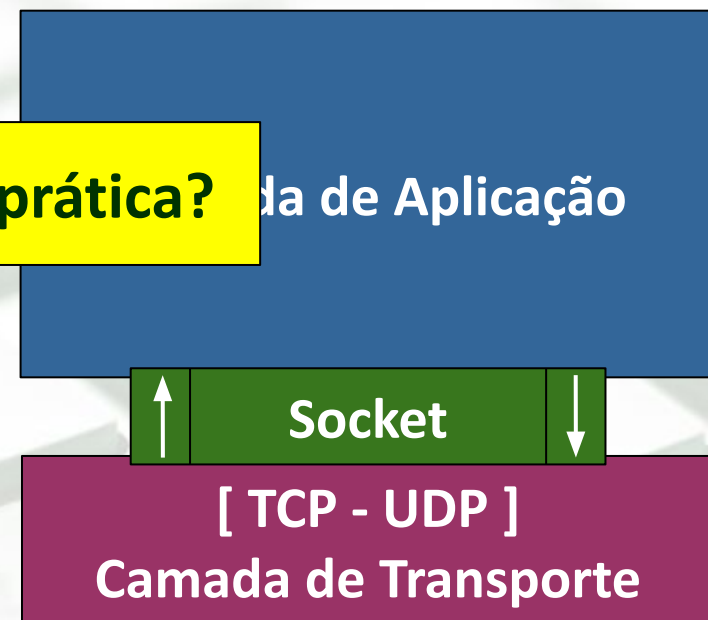 prática?
da de Aplicação
Socket
[ TCP - UDP ]
Camada de Transporte